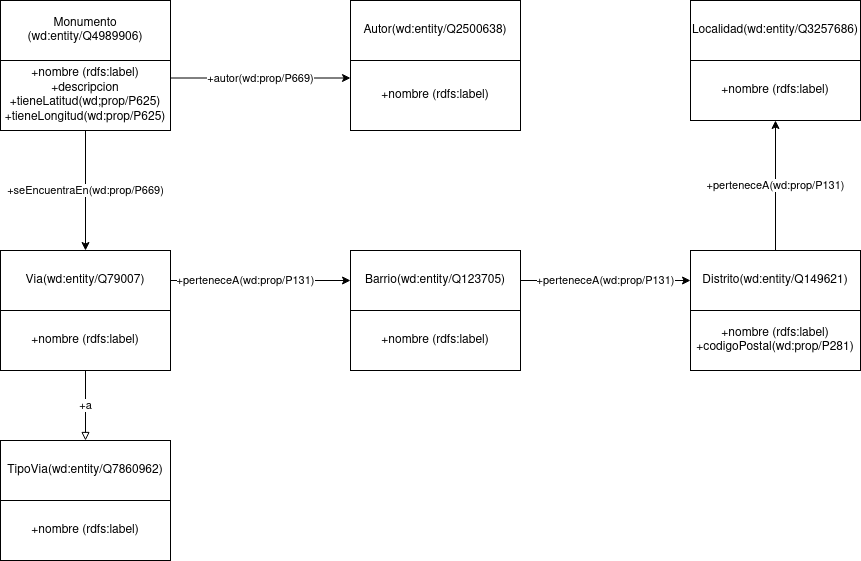 Monumento
(wd:entity/Q4989906)
+nombre (rdfs:label)
+descripcion
+tieneLatitud(wd;prop/P625)
+tieneLongitud(wd:prop/P625)
+autor(wd:prop/P669)
Autor(wd:entity/Q2500638)
+nombre (rdfs:label)
Localidad(wd:entity/Q3257686)
+nombre (rdfs:label)
+seEncuentraEn(wd:prop/P669)
+perteneceA(wd:prop/P131)
Via(wd:entity/Q79007)
+nombre (rdfs:label)
+perteneceA(wd:prop/P131)
Barrio(wd:entity/Q123705)
+nombre (rdfs:label)
+perteneceA(wd:prop/P131)
Distrito(wd:entity/Q149621)
+nombre (rdfs:label)
+codigoPostal(wd:prop/P281)
+a
TipoVia(wd:entity/Q7860962)
+nombre (rdfs:label)